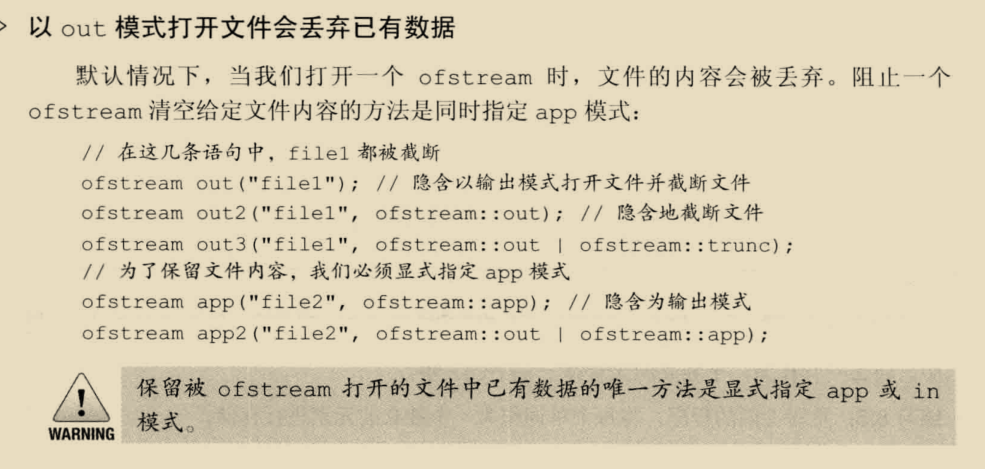 以 out 模式打开文件会丢弃已有数据
默认情况下，当我们打开一个 ofstream 时，文件的内容会被丢弃。阻止一个
ofstream 清空给定文件内容的方法是同时指定 app 模式：
// 在这几条语句中，file1 都被截断
ofstream out("file1"); // 隐含以输出模式打开文件并截断文件
ofstream out2("file1", ofstream::out); // 隐含地截断文件
ofstream out3("file1", ofstream::out | ofstream::trunc);
// 为了保留文件内容，我们必须显式指定 app 模式
ofstream app("file2", ofstream::app); // 隐含为输出模式
ofstream app2("file2", ofstream::out | ofstream::app);
保留被 ofstream 打开的文件中已有数据的唯一方法是显式指定 app 或 in
模式。
WARNING